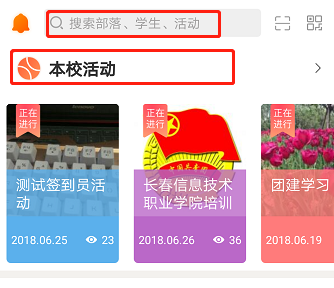 搜索部落、学生、活动
本校活动
正在
进行
测试签到员活
动
2018.06.25
23
正在
进行
长春信息技术
职业学院培训
2018.06.26
36
正在
进行
团建学习
2018.06.19